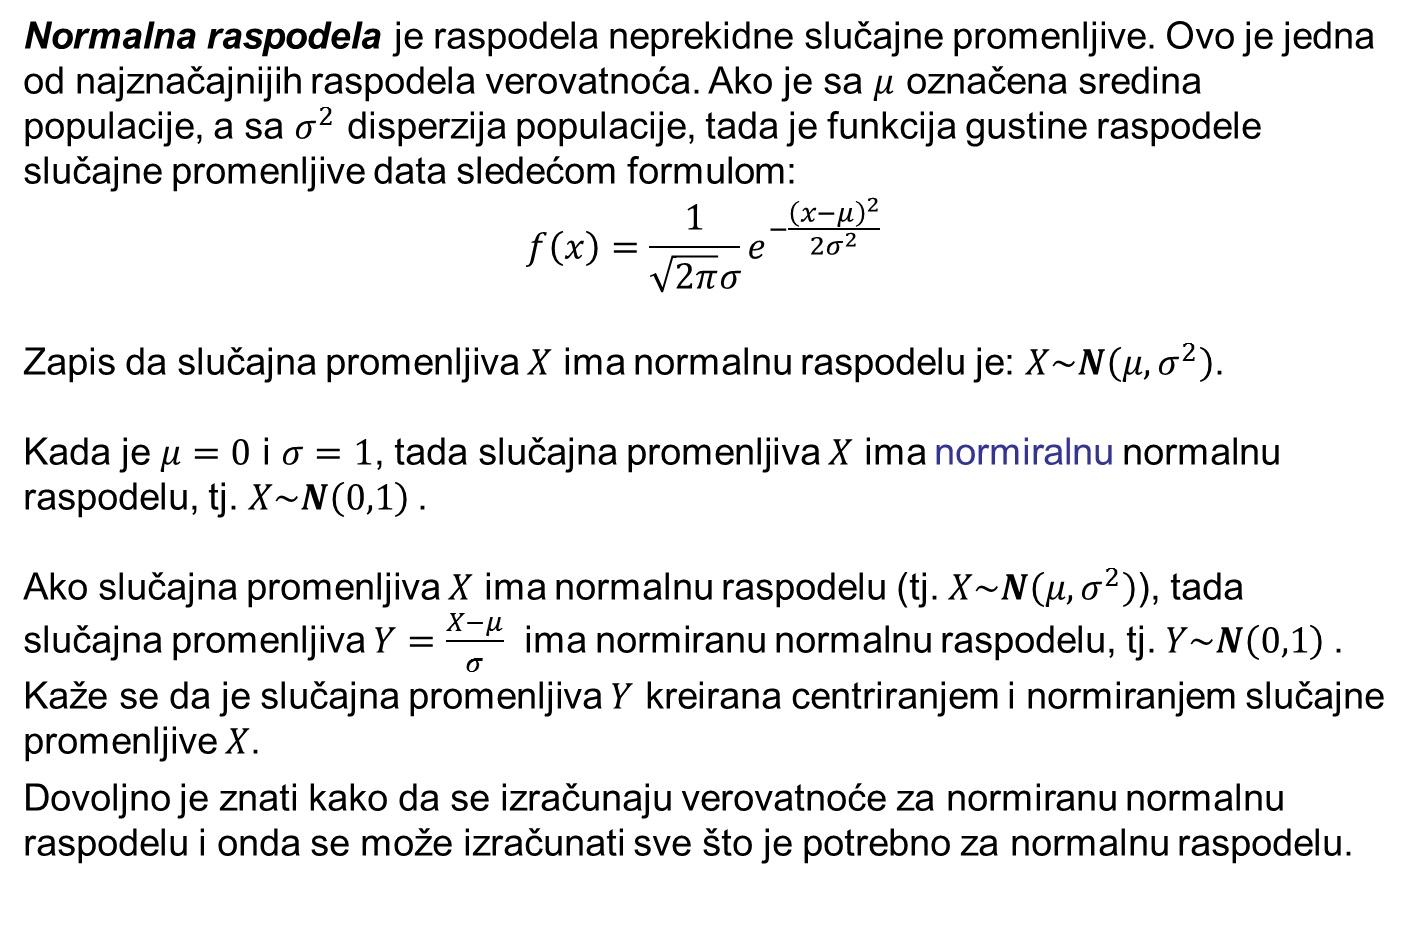 Normalna raspodela je raspodela neprekidne slučajne promenljive. Ovo je jedna
od najznačajnijih raspodela verovatnoća. Ako je sa μ označena sredina
populacije, a sa σ² disperzija populacije, tada je funkcija gustine raspodele
slučajne promenljive data sledećom formulom:
f(x) = 1/(√2π σ) e^(−(x−μ)²/(2σ²))
Zapis da slučajna promenljiva X ima normalnu raspodelu je: X~N(μ, σ²).
Kada je μ = 0 i σ = 1, tada slučajna promenljiva X ima normiralnu normalnu
raspodelu, tj. X~N(0,1) .
Ako slučajna promenljiva X ima normalnu raspodelu (tj. X~N(μ, σ²)), tada
slučajna promenljiva Y = (X−μ)/σ ima normiranu normalnu raspodelu, tj. Y~N(0,1) .
Kaže se da je slučajna promenljiva Y kreirana centriranjem i normiranjem slučajne
promenljive X.
Dovoljno je znati kako da se izračunaju verovatnoće za normiranu normalnu
raspodelu i onda se može izračunati sve što je potrebno za normalnu raspodelu.